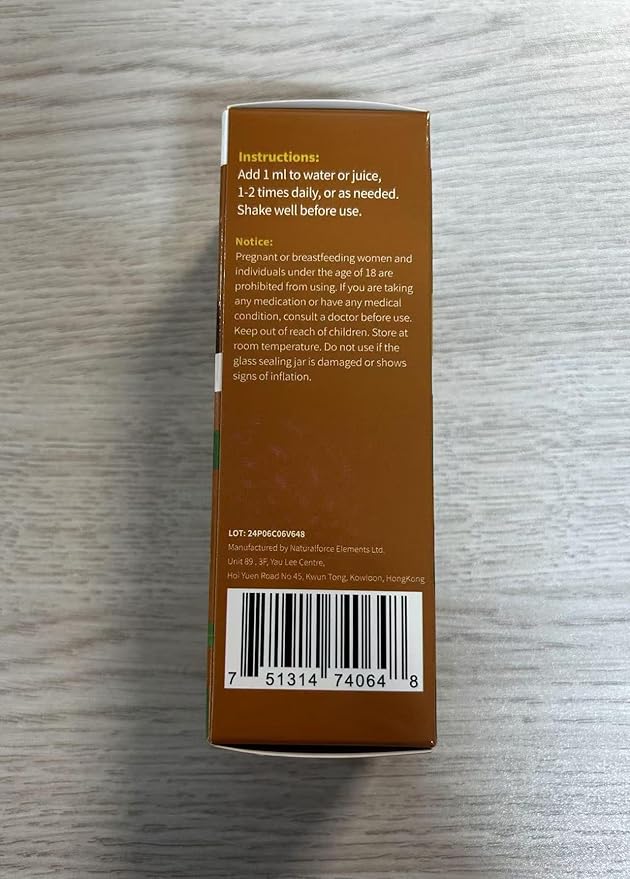 Instructions:
Add 1 ml to water or juice,
1-2 times daily, or as needed.
Shake well before use.
Notice:
Pregnant or breastfeeding women and
individuals under the age of 18 are
prohibited from using. If you are taking
any medication or have any medical
condition, consult a doctor before use.
Keep out of reach of children. Store at
room temperature. Do not use if the
glass sealing jar is damaged or shows
signs of inflation.
LOT: 24P06C06V648
Manufactured by Naturalforce Elements Ltd.
Unit 89 , 3F, Yau Lee Centre,
Hoi Yuen Road No 45, Kwun Tong, Kowloon, HongKong
7 51314 74064 8